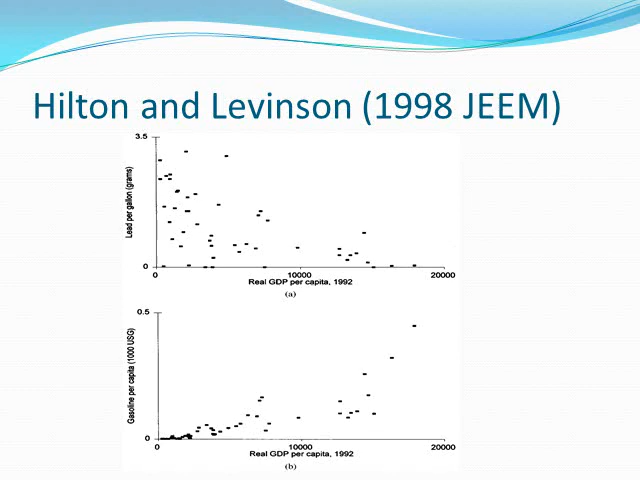 Hilton and Levinson (1998 JEEM)
3.5
Lead per gallon (grams)
0
0 10000 20000
Real GDP per capita, 1992
(a)
0.5
Gasoline per capita (1000 USG)
0
0 10000 20000
Real GDP per capita, 1992
(b)